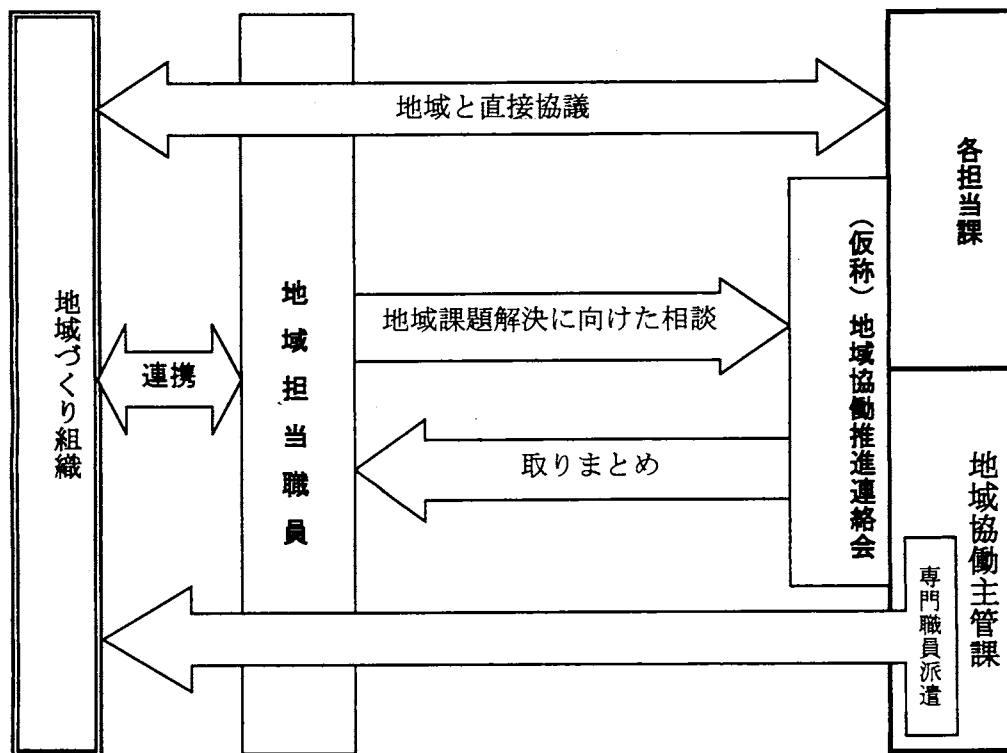 地域づくり組織
地域担当職員
地域と直接協議
連携
地域課題解決に向けた相談
取りまとめ
（仮称）地域協働推進連絡会
各担当課
地域協働主管課
専門職員派遣